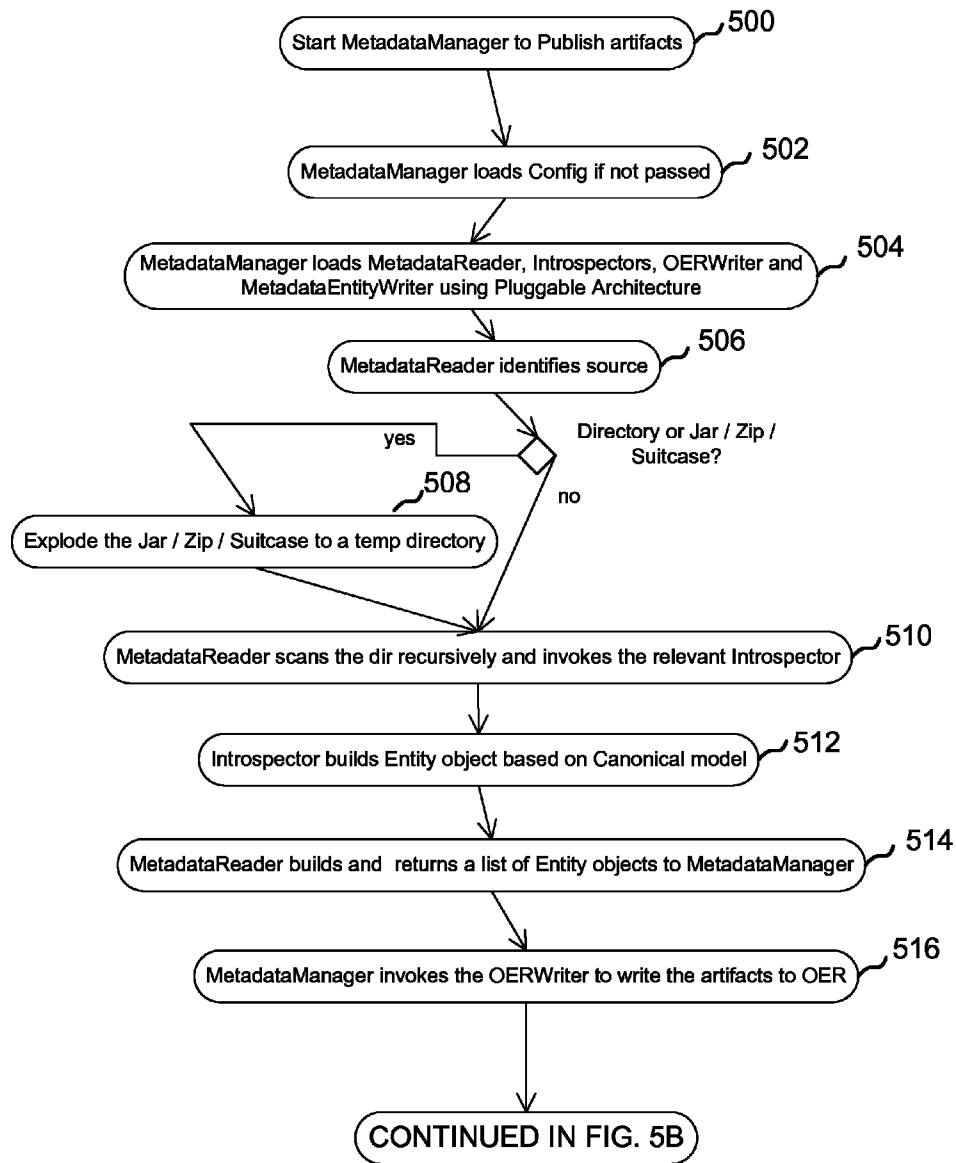 500
Start MetadataManager to Publish artifacts
502
MetadataManager loads Config if not passed
504
MetadataManager loads MetadataReader, Introspectors, OERWriter and
MetadataEntityWriter using Pluggable Architecture
506
MetadataReader identifies source
Directory or Jar / Zip /
Suitcase?
yes
no
508
Explode the Jar / Zip / Suitcase to a temp directory
510
MetadataReader scans the dir recursively and invokes the relevant Introspector
512
Introspector builds Entity object based on Canonical model
514
MetadataReader builds and returns a list of Entity objects to MetadataManager
516
MetadataManager invokes the OERWriter to write the artifacts to OER
CONTINUED IN FIG. 5B